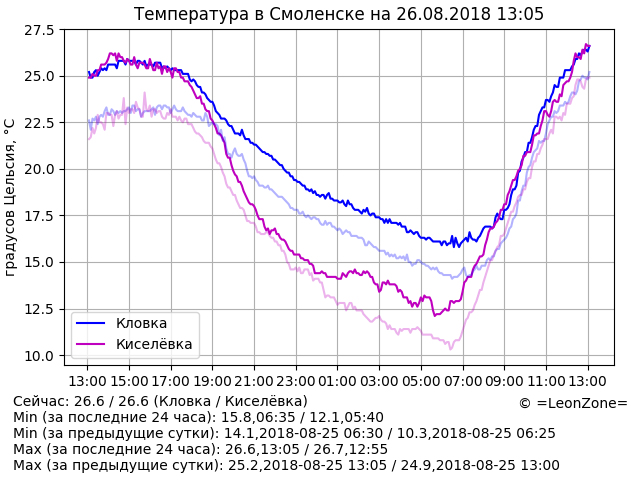 Температура в Смоленске на 26.08.2018 13:05
27.5
25.0
22.5
20.0
17.5
15.0
12.5
10.0
градусов Цельсия, °C
Кловка
Киселёвка
13:00 15:00 17:00 19:00 21:00 23:00 01:00 03:00 05:00 07:00 09:00 11:00 13:00
Сейчас: 26.6 / 26.6 (Кловка / Киселёвка)
© =LeonZone=
Min (за последние 24 часа): 15.8,06:35 / 12.1,05:40
Min (за предыдущие сутки): 14.1,2018-08-25 06:30 / 10.3,2018-08-25 06:25
Max (за последние 24 часа): 26.6,13:05 / 26.7,12:55
Max (за предыдущие сутки): 25.2,2018-08-25 13:05 / 24.9,2018-08-25 13:00